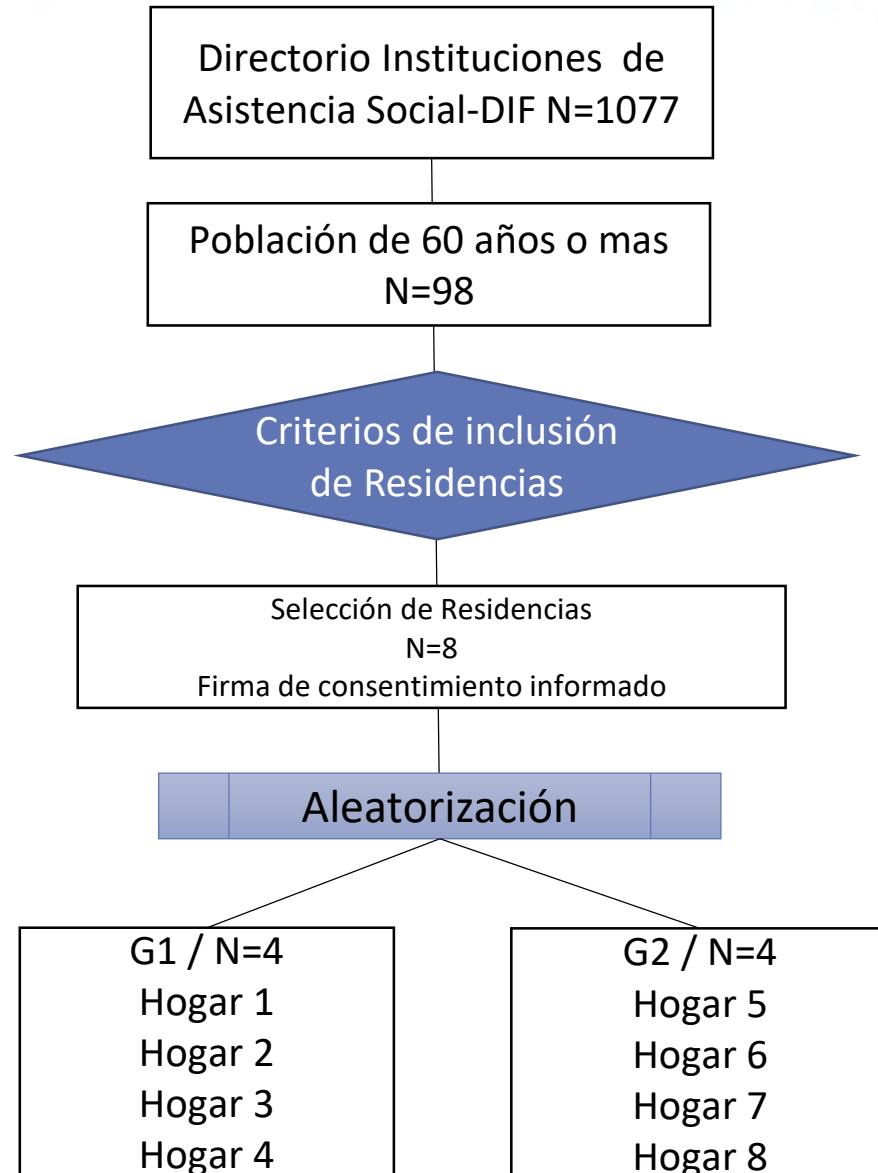 Directorio Instituciones de
Asistencia Social-DIF N=1077
Población de 60 años o mas
N=98
Criterios de inclusión
de Residencias
Selección de Residencias
N=8
Firma de consentimiento informado
Aleatorización
G1 / N=4
Hogar 1
Hogar 2
Hogar 3
Hogar 4
G2 / N=4
Hogar 5
Hogar 6
Hogar 7
Hogar 8